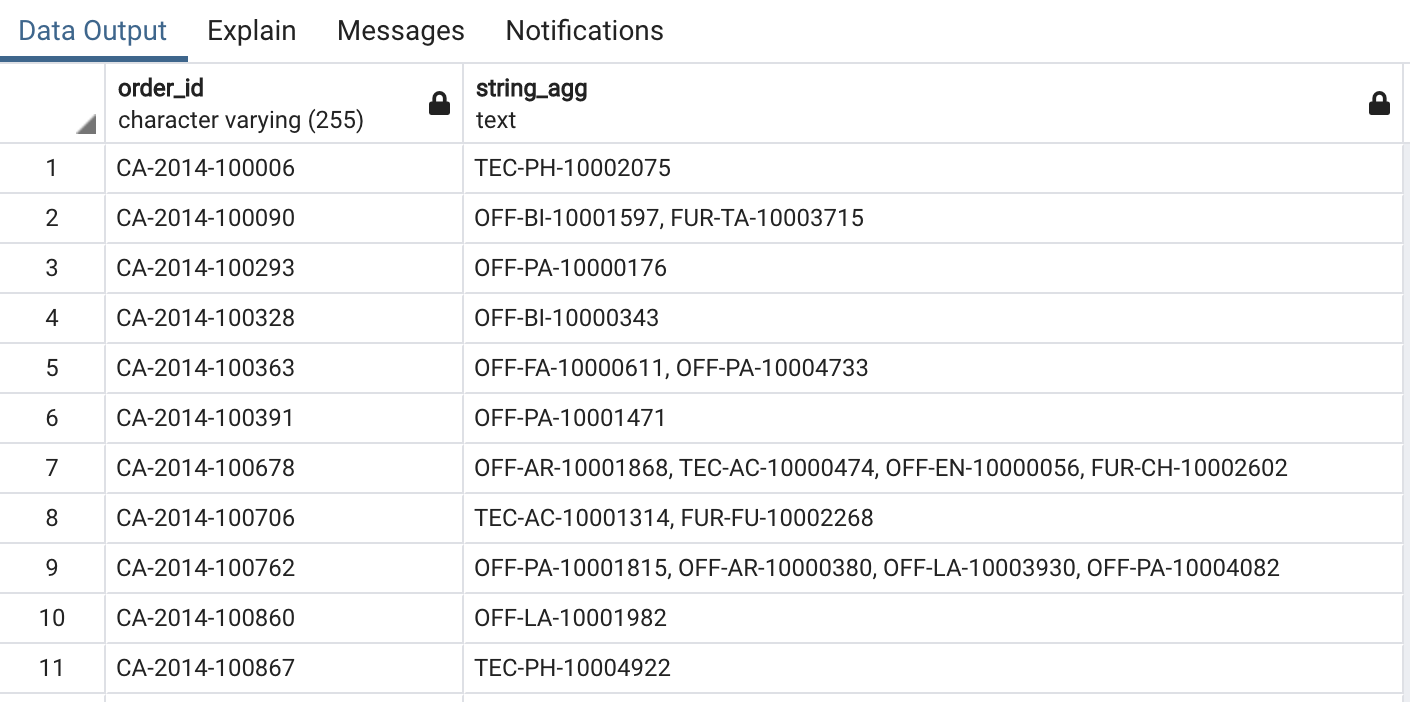 Data Output Explain Messages Notifications
order_id string_agg
character varying (255) text
1 CA-2014-100006 TEC-PH-10002075
2 CA-2014-100090 OFF-BI-10001597, FUR-TA-10003715
3 CA-2014-100293 OFF-PA-10000176
4 CA-2014-100328 OFF-BI-10000343
5 CA-2014-100363 OFF-FA-10000611, OFF-PA-10004733
6 CA-2014-100391 OFF-PA-10001471
7 CA-2014-100678 OFF-AR-10001868, TEC-AC-10000474, OFF-EN-10000056, FUR-CH-10002602
8 CA-2014-100706 TEC-AC-10001314, FUR-FU-10002268
9 CA-2014-100762 OFF-PA-10001815, OFF-AR-10000380, OFF-LA-10003930, OFF-PA-10004082
10 CA-2014-100860 OFF-LA-10001982
11 CA-2014-100867 TEC-PH-10004922